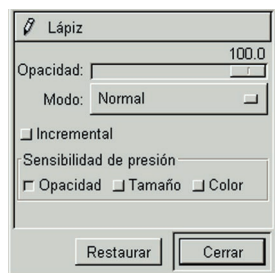 Lápiz
100.0
Opacidad:
Modo: Normal
Incremental
Sensibilidad de presión
Opacidad Tamaño Color
Restaurar Cerrar